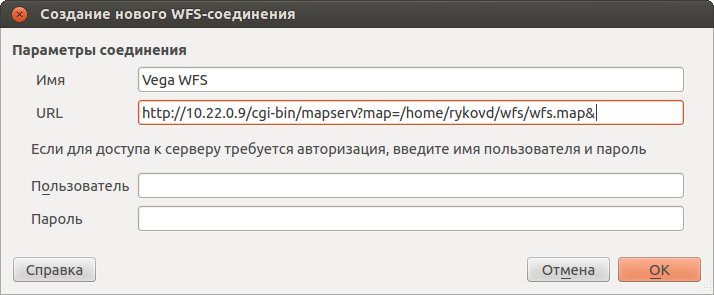 Создание нового WFS-соединения
Параметры соединения
Имя Vega WFS
URL http://10.22.0.9/cgi-bin/mapserv?map=/home/rykovd/wfs/wfs.map&
Если для доступа к серверу требуется авторизация, введите имя пользователя и пароль
Пользователь
Пароль
Справка Отмена OK